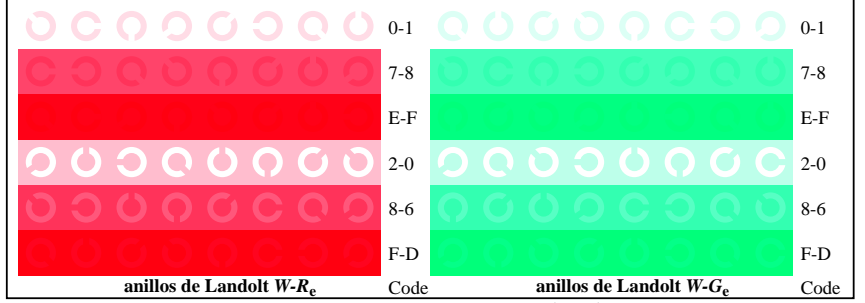 0-1 0-1
7-8 7-8
E-F E-F
2-0 2-0
8-6 8-6
F-D F-D
anillos de Landolt W-Re Code anillos de Landolt W-Ge Code